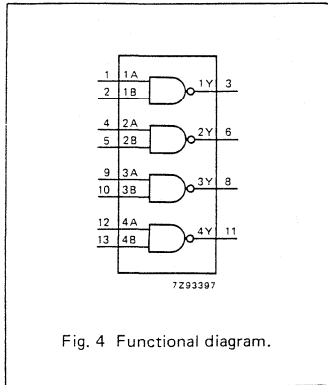 1 1A
2 1B
1Y 3
4 2A
5 2B
2Y 6
9 3A
10 3B
3Y 8
12 4A
13 4B
4Y 11
7Z93397
Fig. 4 Functional diagram.